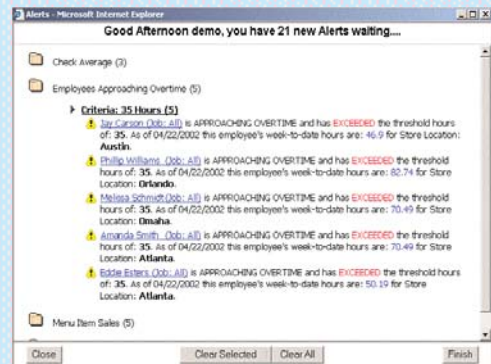 Alerts - Microsoft Internet Explorer
Good Afternoon demo, you have 21 new Alerts waiting....
Check Average (3)
Employees Approaching Overtime (5)
Criteria: 35 Hours (5)
Jay Carson (Job: All) is APPROACHING OVERTIME and has EXCEEDED the threshold hours
of: 35. As of 04/22/2002 this employee's week-to-date hours are: 46.9 for Store Location:
Austin.
Phillip Williams (Job: All) is APPROACHING OVERTIME and has EXCEEDED the threshold
hours of: 35. As of 04/22/2002 this employee's week-to-date hours are: 82.74 for Store
Location: Orlando.
Melissa Schmidt (Job: All) is APPROACHING OVERTIME and has EXCEEDED the threshold
hours of: 35. As of 04/22/2002 this employee's week-to-date hours are: 70.49 for Store
Location: Omaha.
Amanda Smith (Job: All) is APPROACHING OVERTIME and has EXCEEDED the threshold
hours of: 35. As of 04/22/2002 this employee's week-to-date hours are: 70.49 for Store
Location: Atlanta.
Eddie Esters (Job: All) is APPROACHING OVERTIME and has EXCEEDED the threshold hours
of: 35. As of 04/22/2002 this employee's week-to-date hours are: 50.19 for Store
Location: Atlanta.
Menu Item Sales (5)
Close Clear Selected Clear All Finish